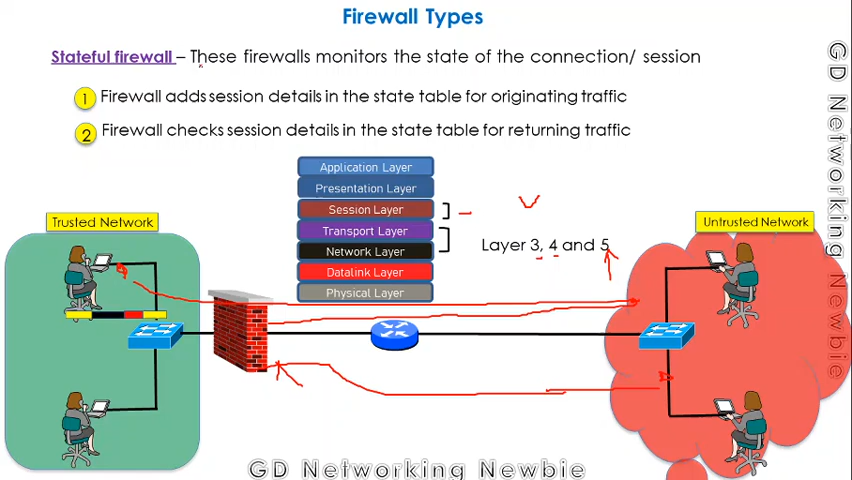 Firewall Types
Stateful firewall – These firewalls monitors the state of the connection/ session
1 Firewall adds session details in the state table for originating traffic
2 Firewall checks session details in the state table for returning traffic
Application Layer
Presentation Layer
Session Layer
Transport Layer
Network Layer
Datalink Layer
Physical Layer
Layer 3, 4 and 5
Trusted Network
Untrusted Network
GD Networking Newbie
GD Networking Newbie